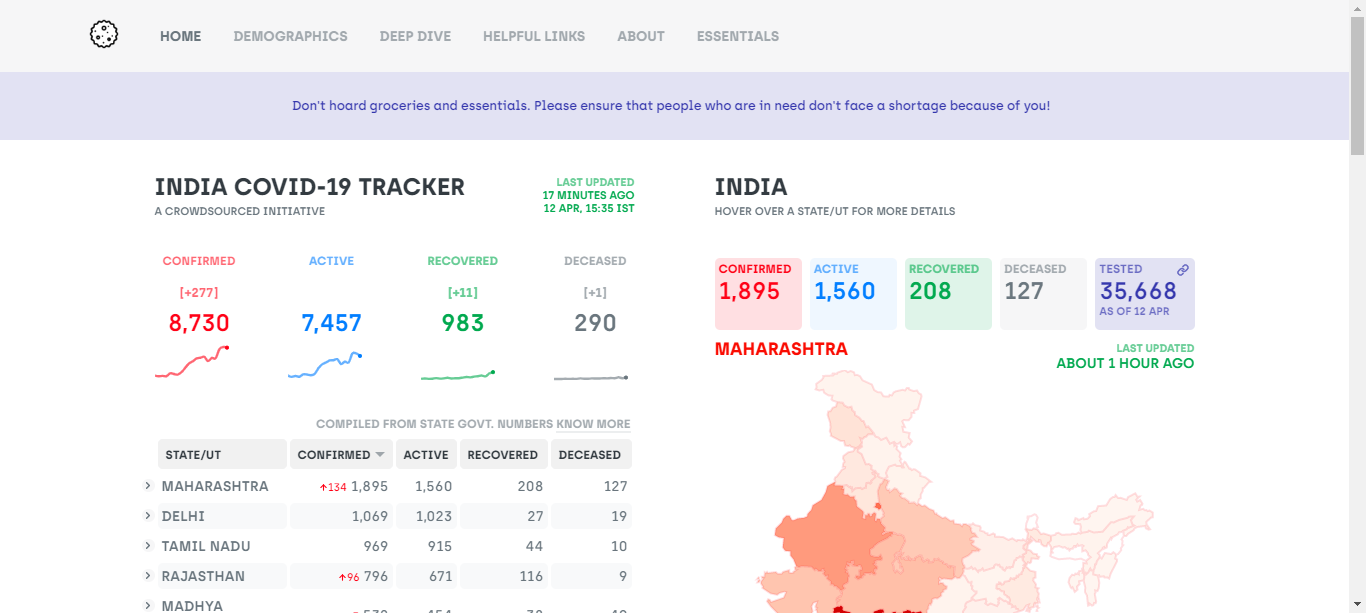 HOME DEMOGRAPHICS DEEP DIVE HELPFUL LINKS ABOUT ESSENTIALS
Don't hoard groceries and essentials. Please ensure that people who are in need don't face a shortage because of you!
INDIA COVID-19 TRACKER
A CROWDSOURCED INITIATIVE
LAST UPDATED
17 MINUTES AGO
12 APR, 15:35 IST
CONFIRMED ACTIVE RECOVERED DECEASED
[+277] [+11] [+1]
8,730 7,457 983 290
COMPILED FROM STATE GOVT. NUMBERS KNOW MORE
STATE/UT CONFIRMED ACTIVE RECOVERED DECEASED
MAHARASHTRA ↑134 1,895 1,560 208 127
DELHI 1,069 1,023 27 19
TAMIL NADU 969 915 44 10
RAJASTHAN ↑96 796 671 116 9
MADHYA
INDIA
HOVER OVER A STATE/UT FOR MORE DETAILS
CONFIRMED ACTIVE RECOVERED DECEASED TESTED
1,895 1,560 208 127 35,668
AS OF 12 APR
MAHARASHTRA
LAST UPDATED
ABOUT 1 HOUR AGO